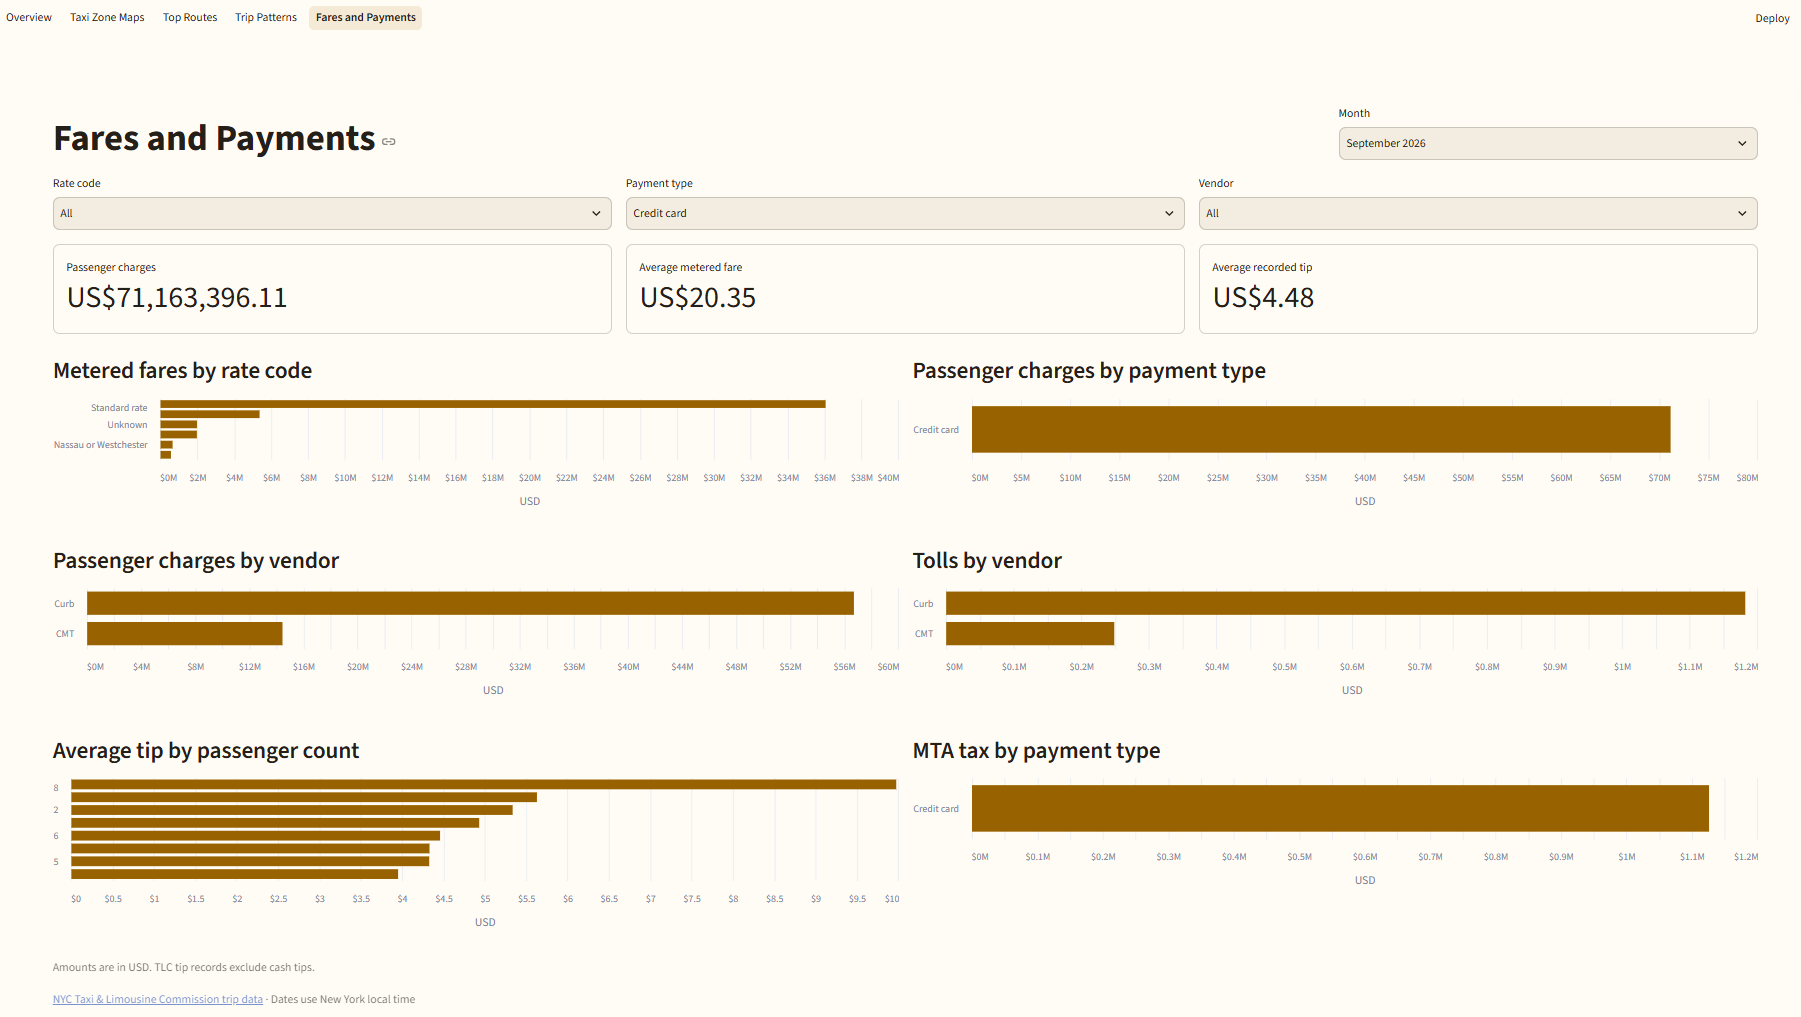 Overview Taxi Zone Maps Top Routes Trip Patterns Fares and Payments Deploy
Fares and Payments
Month
September 2026
Rate code Payment type Vendor
All Credit card All
Passenger charges Average metered fare Average recorded tip
US$71,163,396.11 US$20.35 US$4.48
Metered fares by rate code
Standard rate
Unknown
Nassau or Westchester
$0M $2M $4M $6M $8M $10M $12M $14M $16M $18M $20M $22M $24M $26M $28M $30M $32M $34M $36M $38M $40M
USD
Passenger charges by payment type
Credit card
$0M $5M $10M $15M $20M $25M $30M $35M $40M $45M $50M $55M $60M $65M $70M $75M $80M
USD
Passenger charges by vendor
Curb
CMT
$0M $4M $8M $12M $16M $20M $24M $28M $32M $36M $40M $44M $48M $52M $56M $60M
USD
Tolls by vendor
Curb
CMT
$0M $0.1M $0.2M $0.3M $0.4M $0.5M $0.6M $0.7M $0.8M $0.9M $1M $1.1M $1.2M
USD
Average tip by passenger count
8
2
6
5
$0 $0.5 $1 $1.5 $2 $2.5 $3 $3.5 $4 $4.5 $5 $5.5 $6 $6.5 $7 $7.5 $8 $8.5 $9 $9.5 $10
USD
MTA tax by payment type
Credit card
$0M $0.1M $0.2M $0.3M $0.4M $0.5M $0.6M $0.7M $0.8M $0.9M $1M $1.1M $1.2M
USD
Amounts are in USD. TLC tip records exclude cash tips.
NYC Taxi & Limousine Commission trip data · Dates use New York local time